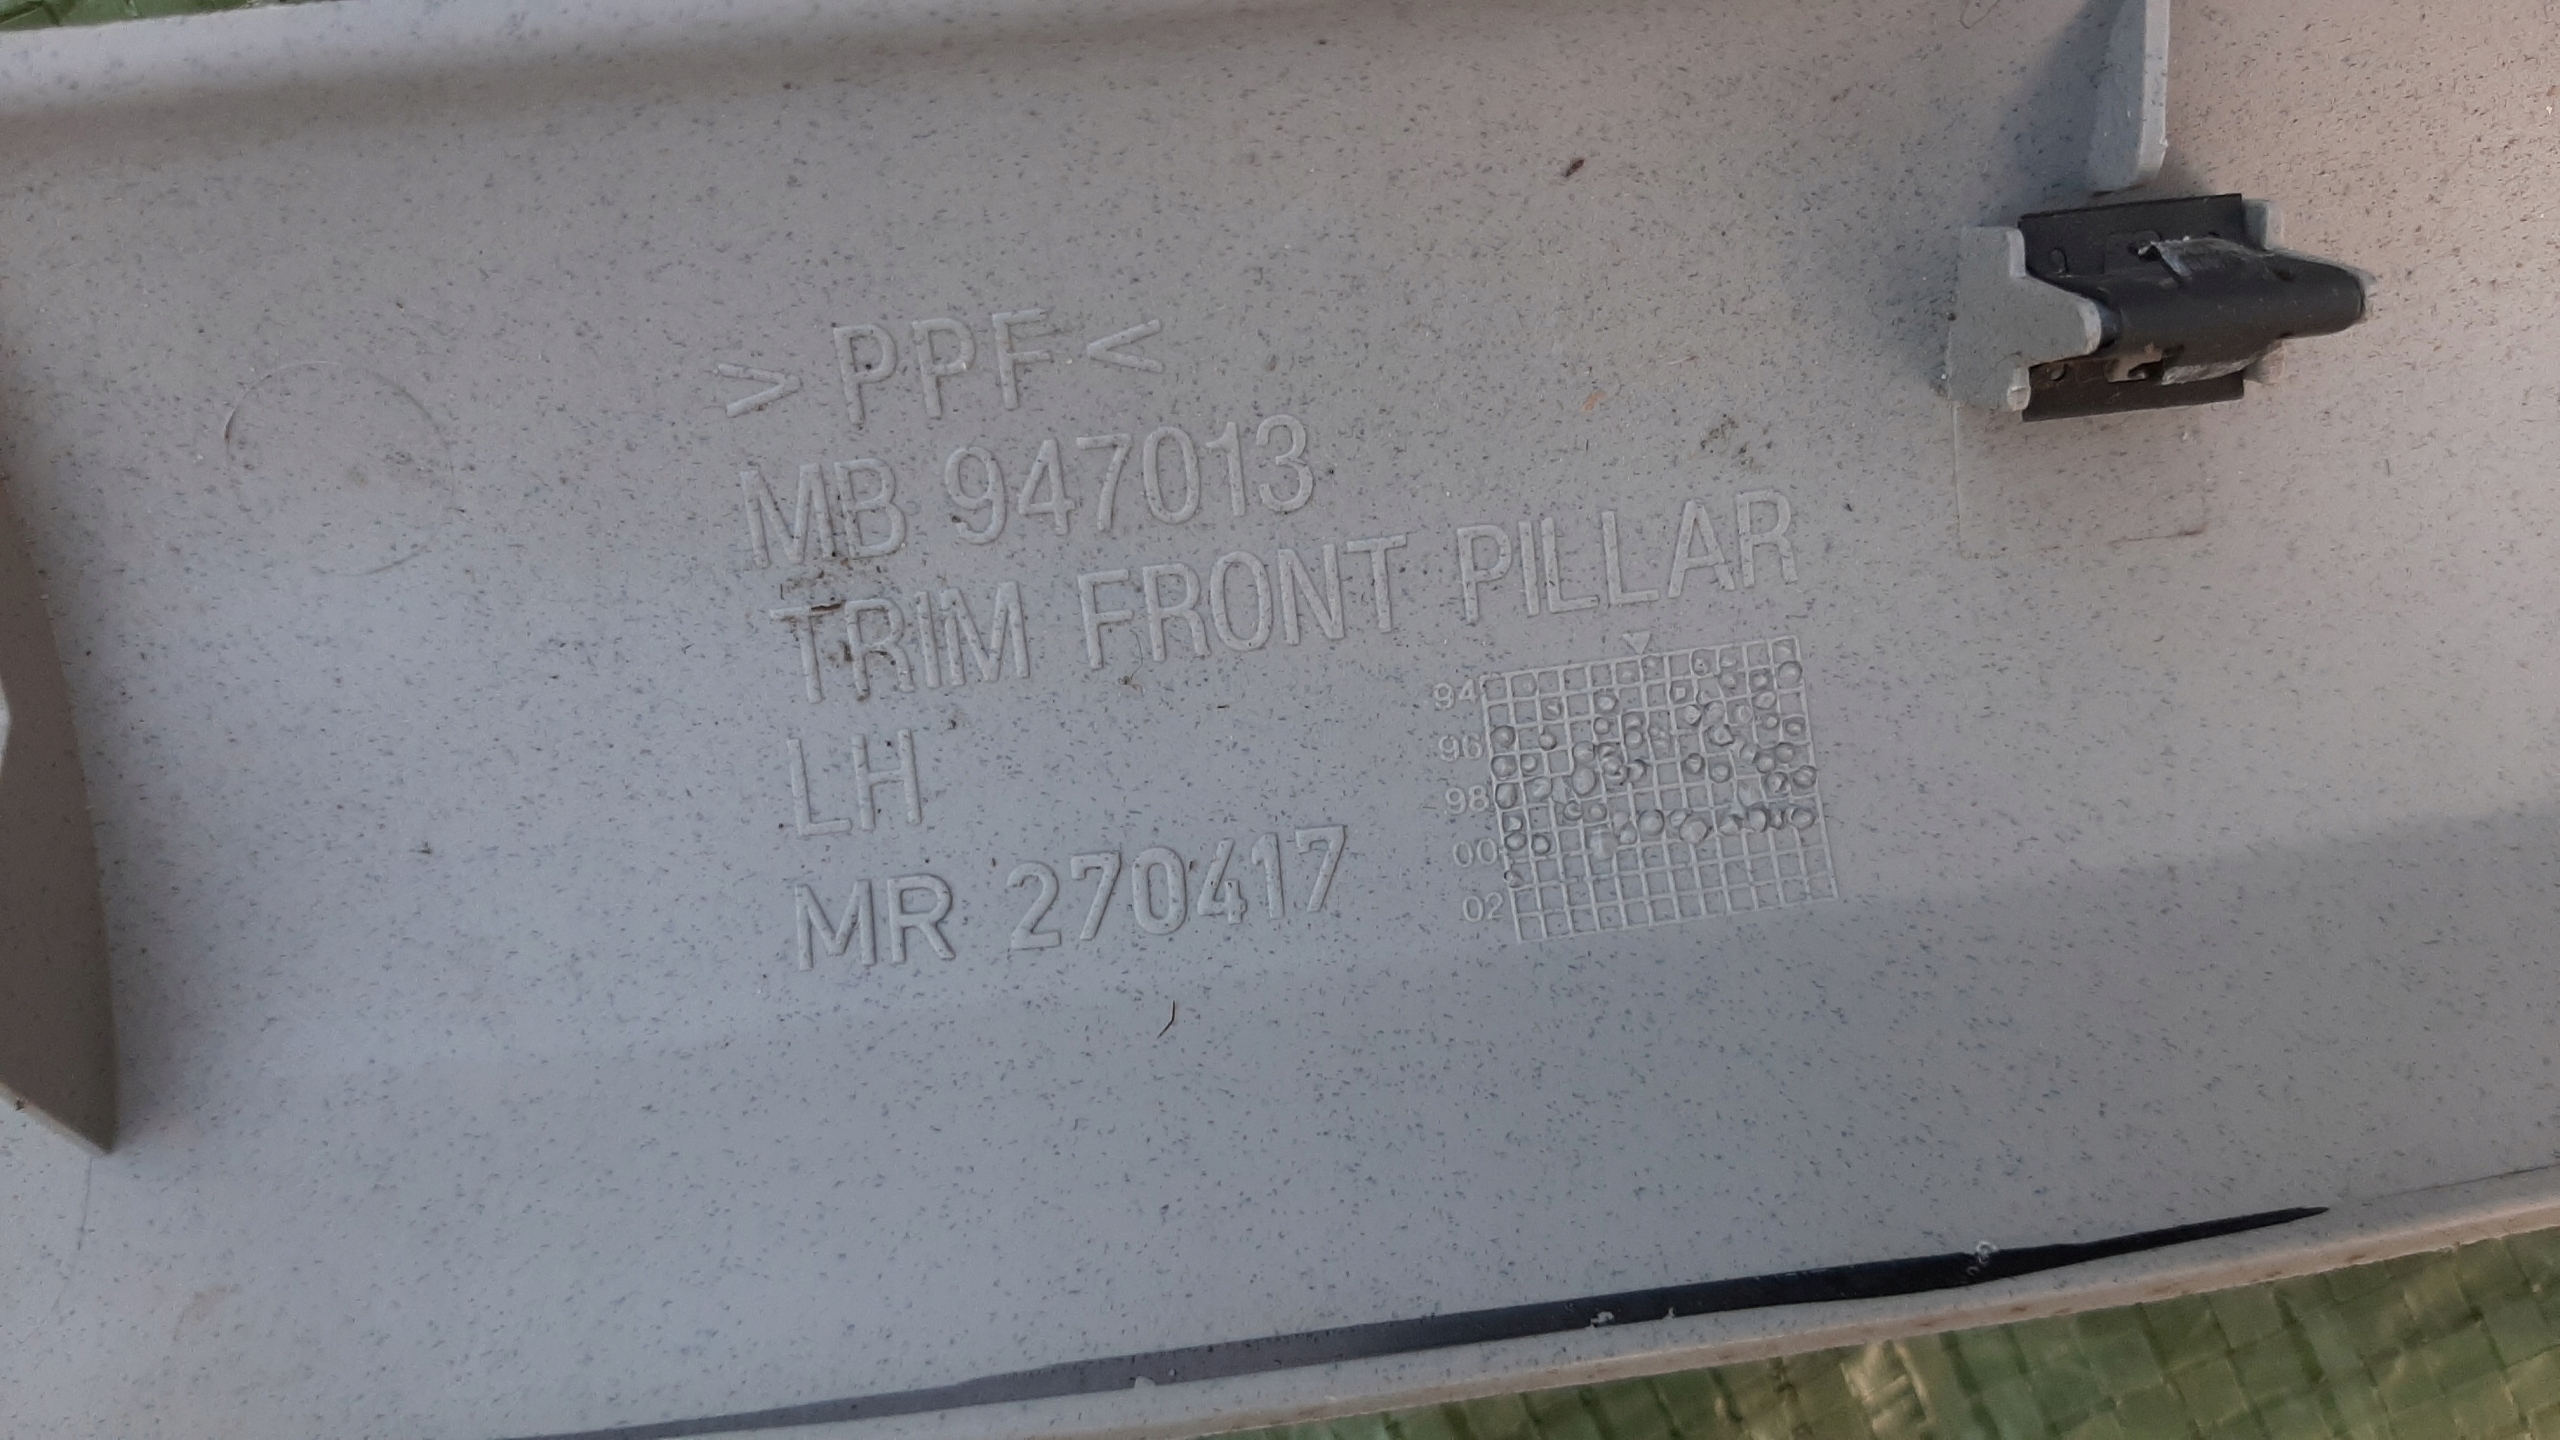 >PPF<
MB 947013
TRIM FRONT PILLAR
LH
MR 270417
94
96
98
00
02